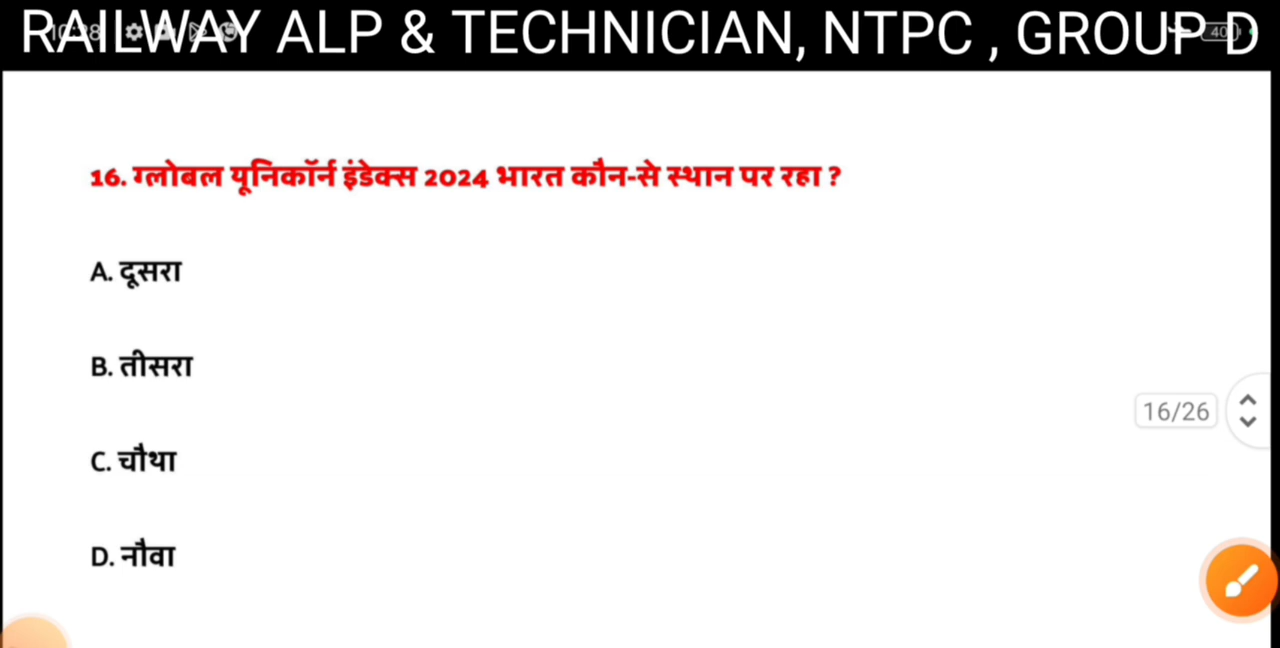 RAILWAY ALP & TECHNICIAN, NTPC , GROUP D
16. ग्लोबल यूनिकॉर्न इंडेक्स 2024 भारत कौन-से स्थान पर रहा ?
A. दूसरा
B. तीसरा
16/26
C. चौथा
D. नौवा